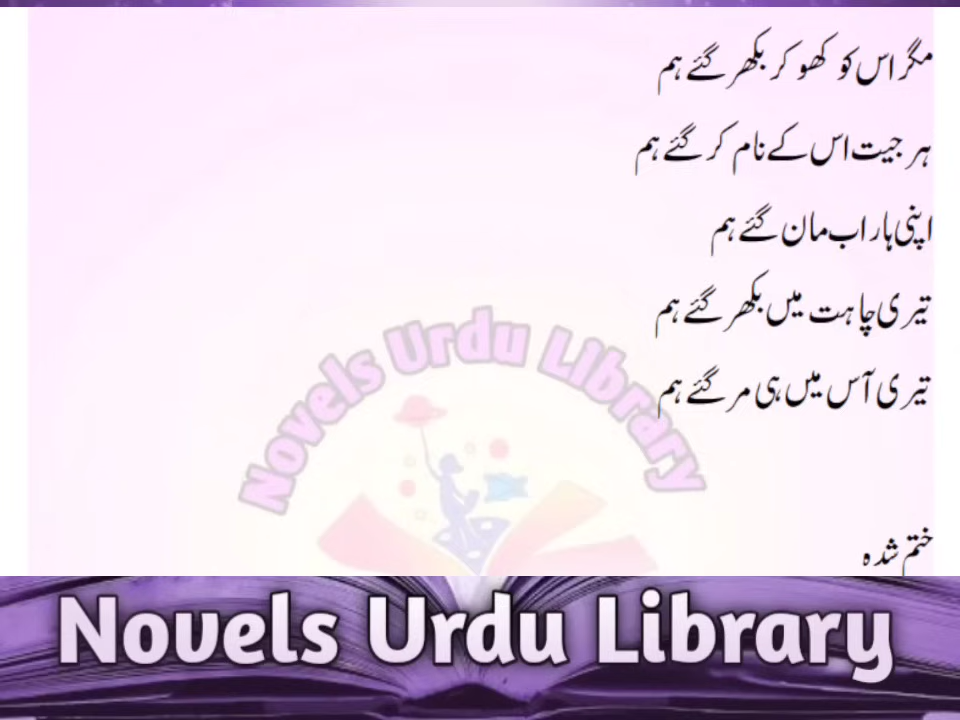 مگر اس کو کھو کر بکھر گئے ہم
ہر جیت اس کے نام کر گئے ہم
اپنی ہار اب مان گئے ہم
تیری چاہت میں بکھر گئے ہم
تیری آس میں ہی مر گئے ہم
Novels Urdu Library
ختم شدہ
Novels Urdu Library